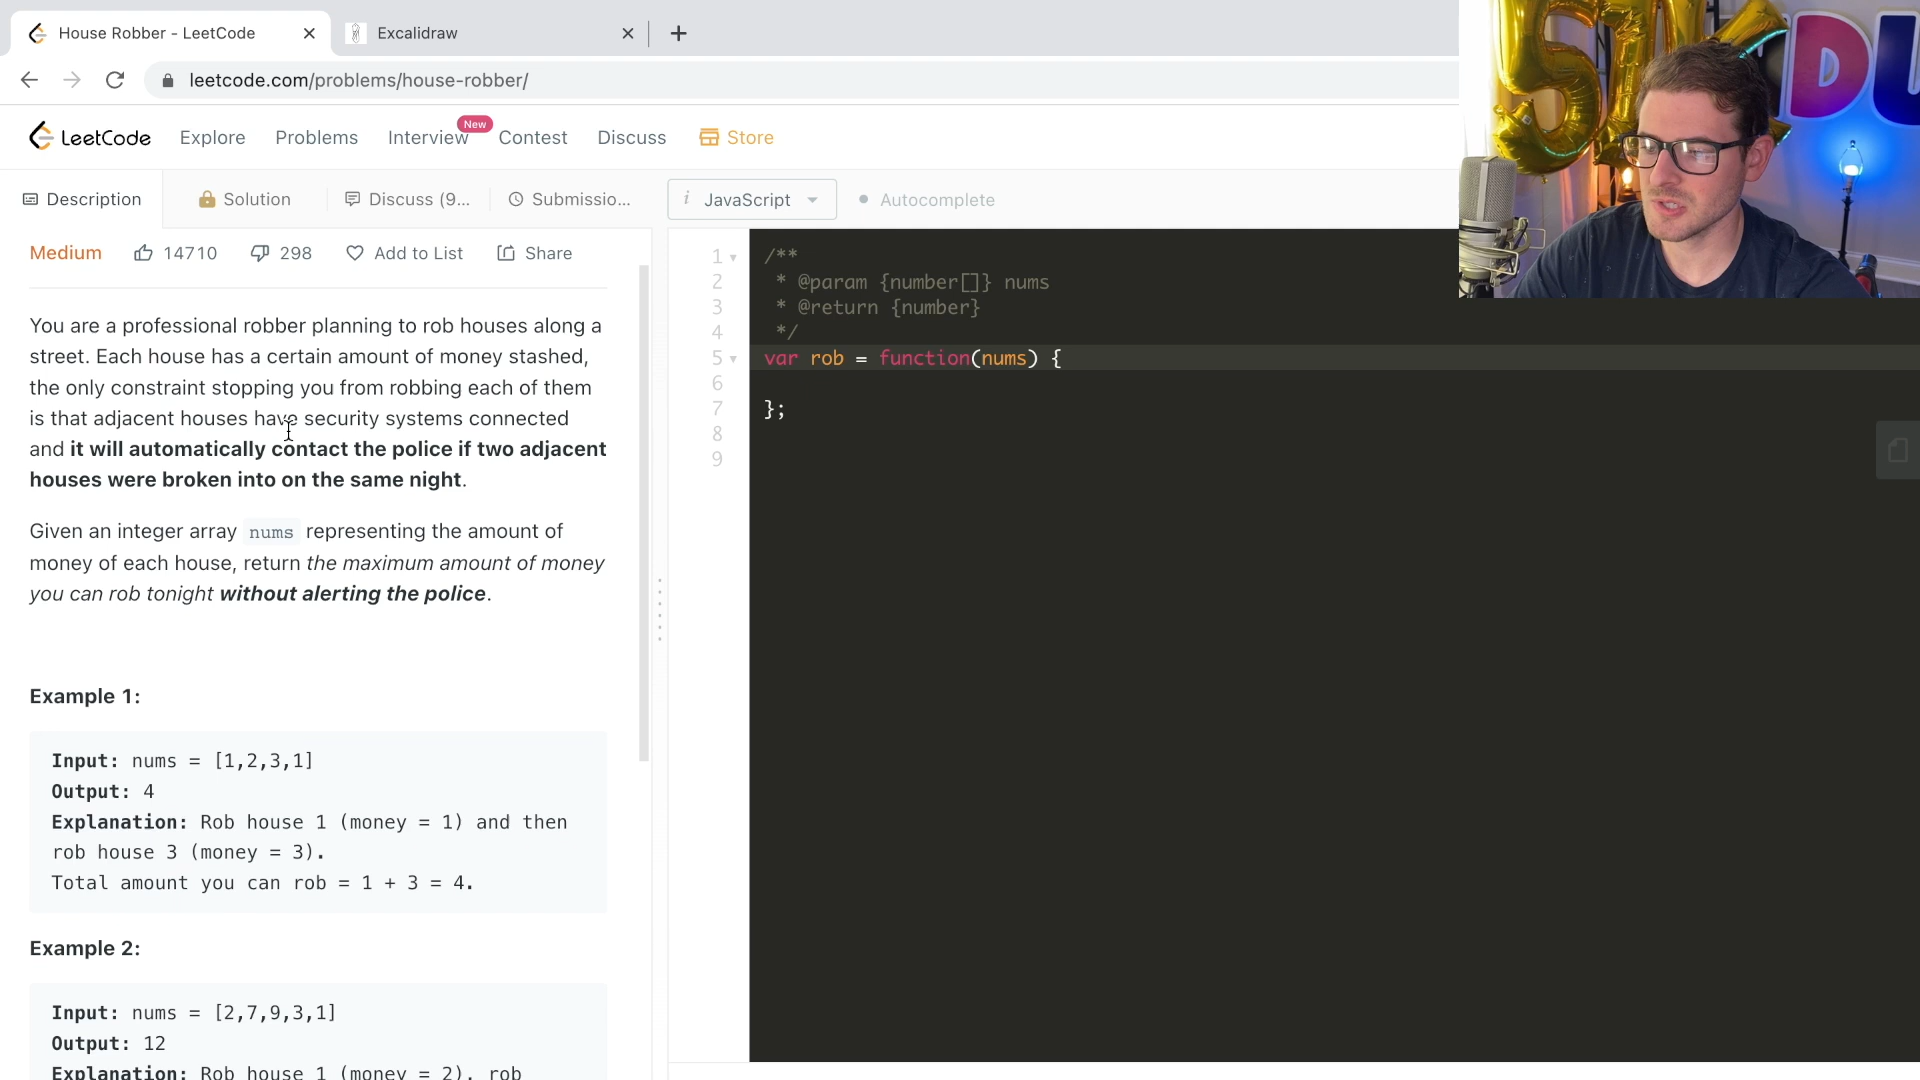 House Robber - LeetCode
Excalidraw
leetcode.com/problems/house-robber/
LeetCode
Explore
Problems
Interview
New
Contest
Discuss
Store
Description
Solution
Discuss (9...
Submissio...
i JavaScript
Autocomplete
Medium
14710
298
Add to List
Share
You are a professional robber planning to rob houses along a
street. Each house has a certain amount of money stashed,
the only constraint stopping you from robbing each of them
is that adjacent houses have security systems connected
and it will automatically contact the police if two adjacent
houses were broken into on the same night.
Given an integer array nums representing the amount of
money of each house, return the maximum amount of money
you can rob tonight without alerting the police.
Example 1:
Input: nums = [1,2,3,1]
Output: 4
Explanation: Rob house 1 (money = 1) and then
rob house 3 (money = 3).
Total amount you can rob = 1 + 3 = 4.
Example 2:
Input: nums = [2,7,9,3,1]
Output: 12
Explanation: Rob house 1 (money = 2), rob
1 /**
2 * @param {number[]} nums
3 * @return {number}
4 */
5 var rob = function(nums) {
6
7 };
8
9
51K
DU